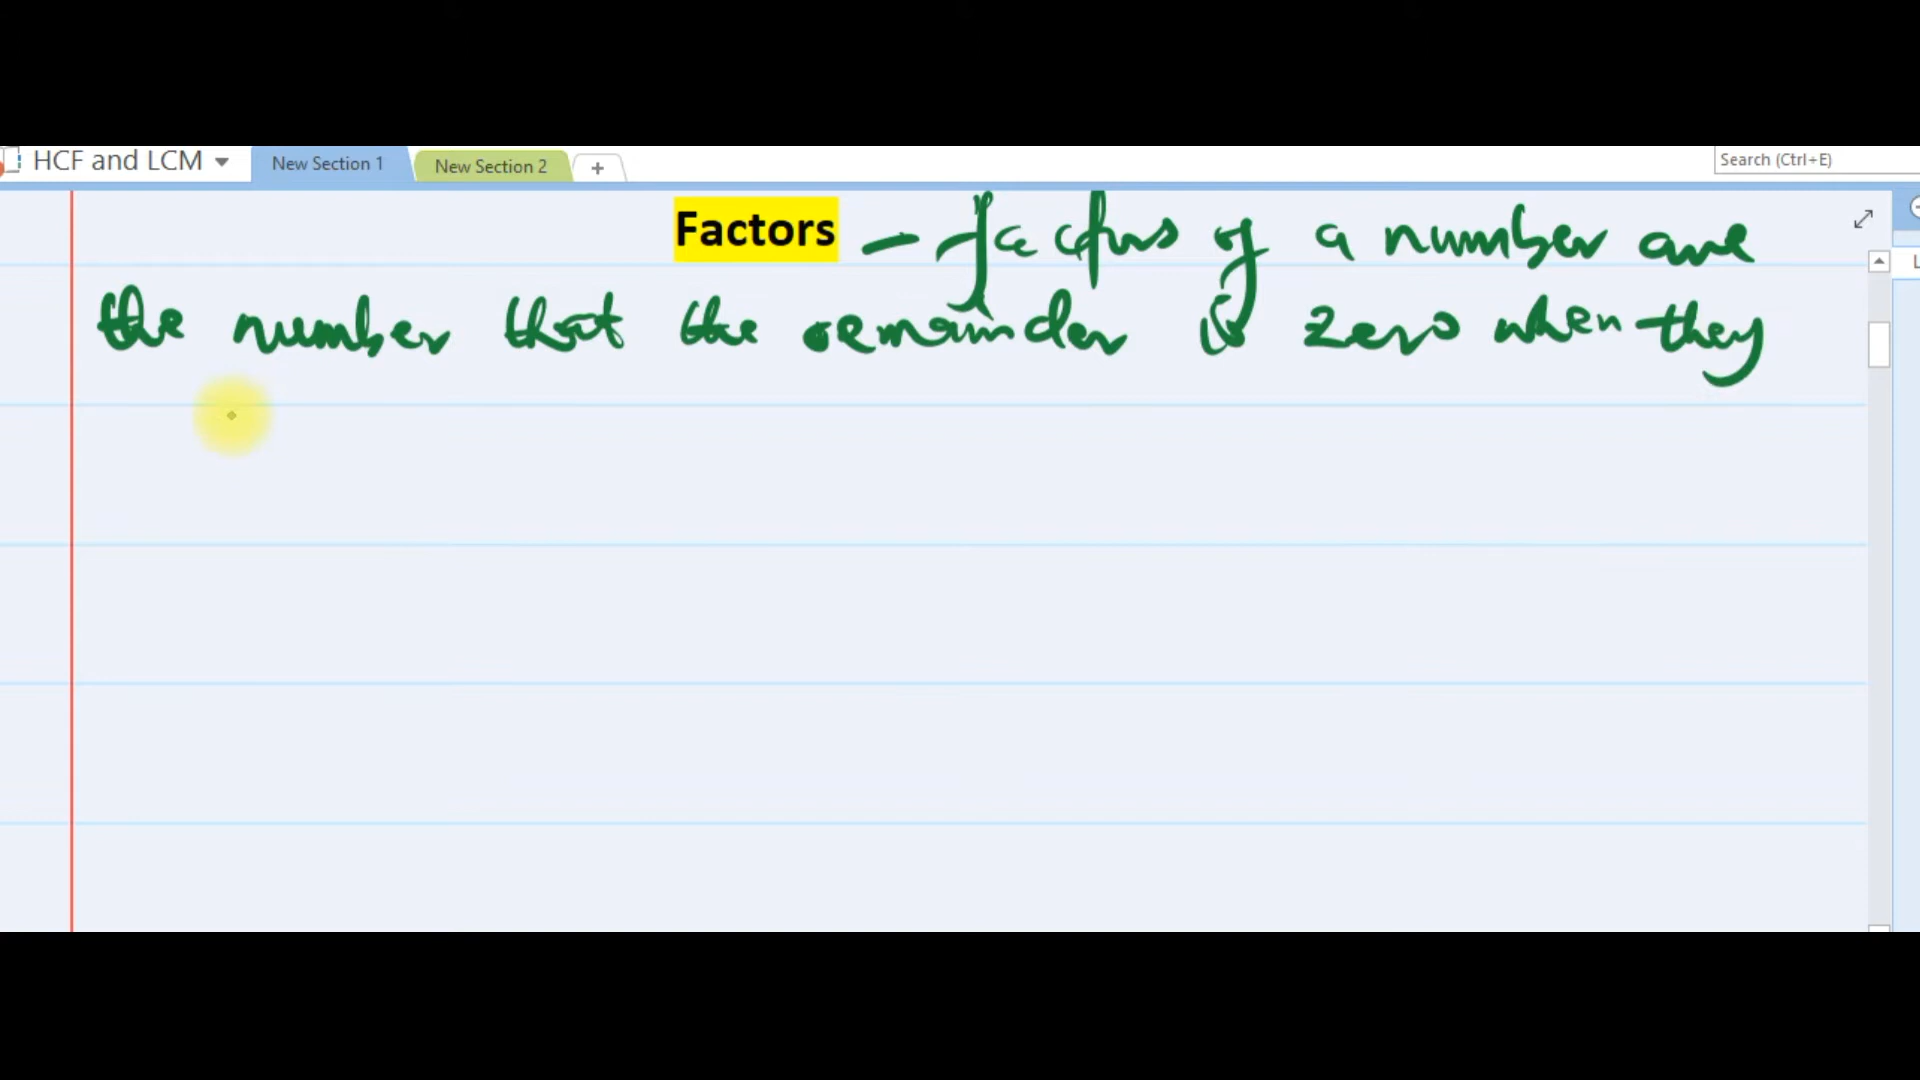 HCF and LCM New Section 1 New Section 2 + Search (Ctrl+E)
Factors - factors of a number are
the number that the remainder is zero when they